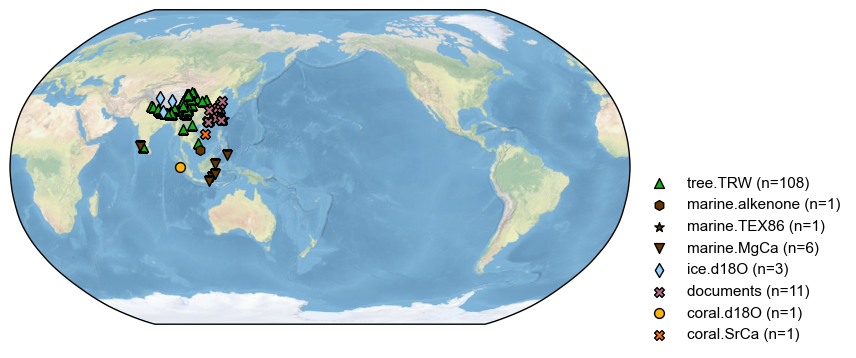 tree.TRW (n=108)
marine.alkenone (n=1)
marine.TEX86 (n=1)
marine.MgCa (n=6)
ice.d18O (n=3)
documents (n=11)
coral.d18O (n=1)
coral.SrCa (n=1)